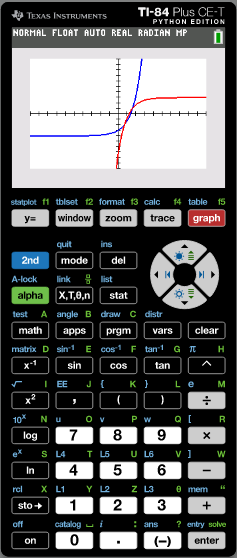 TEXAS INSTRUMENTS TI-84 Plus CE-T
PYTHON EDITION
NORMAL FLOAT AUTO REAL RADIAN MP
statplot f1 tblset f2 format f3 calc f4 table f5
y= window zoom trace graph
quit ins
2nd mode del
A-lock link list
alpha X,T,θ,n stat
test A angle B draw C distr
math apps prgm vars clear
matrix D sin⁻¹ E cos⁻¹ F tan⁻¹ G π H
x⁻¹ sin cos tan ^
√ I EE J { K } L e M
x² , ( ) ÷
10ˣ N u O v P w Q [ R
log 7 8 9 ×
eˣ S L4 T L5 U L6 V ] W
ln 4 5 6 −
rcl X L1 Y L2 Z L3 θ mem "
sto→ 1 2 3 +
off catalog ⎵ i : ans ? entry solve
on 0 . (−) enter